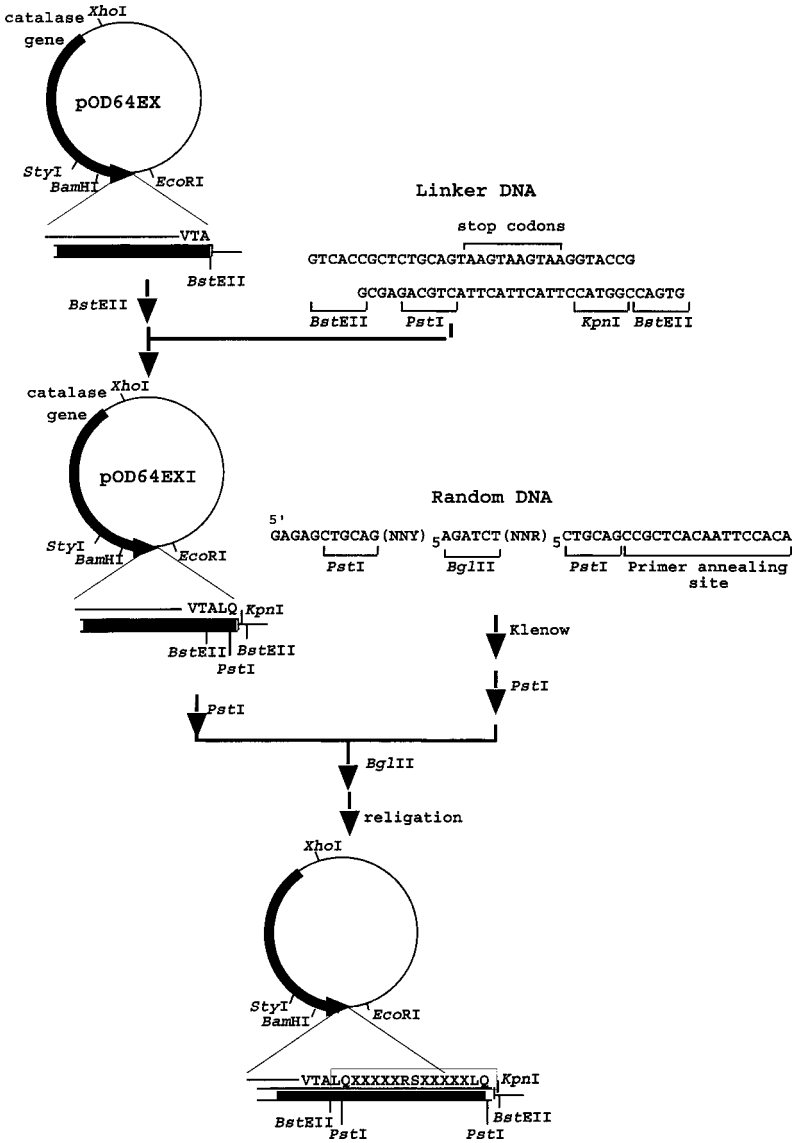 XhoI
catalase
gene
pOD64EX
StyI
BamHI
EcoRI
VTA
BstEII
BstEII
Linker DNA
stop codons
GTCACCGCTCTGCAGTAAGTAAGTAAGGTACCG
GCGAGACGTCATTCATTCATTCCATGGCCAGTG
BstEII PstI KpnI BstEII
XhoI
catalase
gene
pOD64EXI
StyI
BamHI
EcoRI
VTALQ KpnI
BstEII BstEII
PstI
Random DNA
5'
GAGAGCTGCAG(NNY) 5AGATCT(NNR) 5CTGCAGCCGCTCACAATTCCACA
PstI BglII PstI Primer annealing
site
Klenow
PstI
PstI
BglII
religation
XhoI
StyI
BamHI
EcoRI
VTALQXXXXXRSXXXXXLQ KpnI
BstEII BstEII
PstI PstI